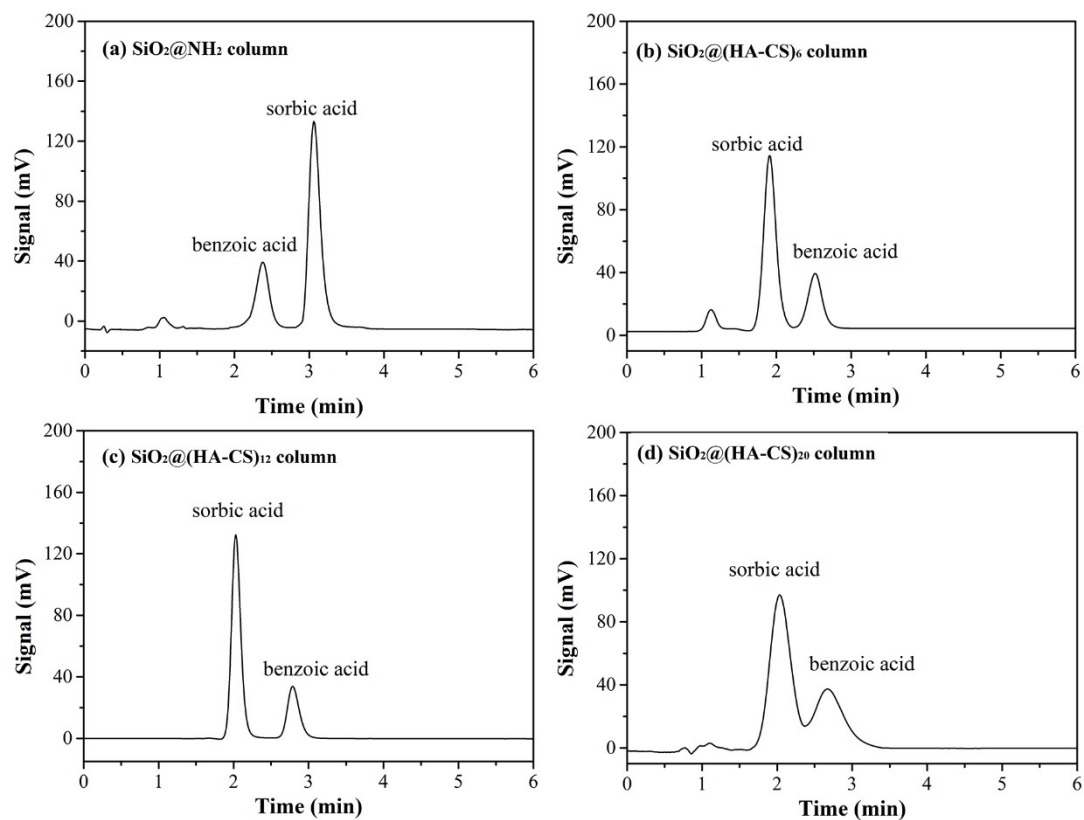 (a) SiO₂@NH₂ column
sorbic acid
benzoic acid
200
160
120
80
40
0
Signal (mV)
0 1 2 3 4 5 6
Time (min)
(b) SiO₂@(HA-CS)₆ column
sorbic acid
benzoic acid
200
160
120
80
40
0
Signal (mV)
0 1 2 3 4 5 6
Time (min)
(c) SiO₂@(HA-CS)₁₂ column
sorbic acid
benzoic acid
200
160
120
80
40
0
Signal (mV)
0 1 2 3 4 5 6
Time (min)
(d) SiO₂@(HA-CS)₂₀ column
sorbic acid
benzoic acid
200
160
120
80
40
0
Signal (mV)
0 1 2 3 4 5 6
Time (min)